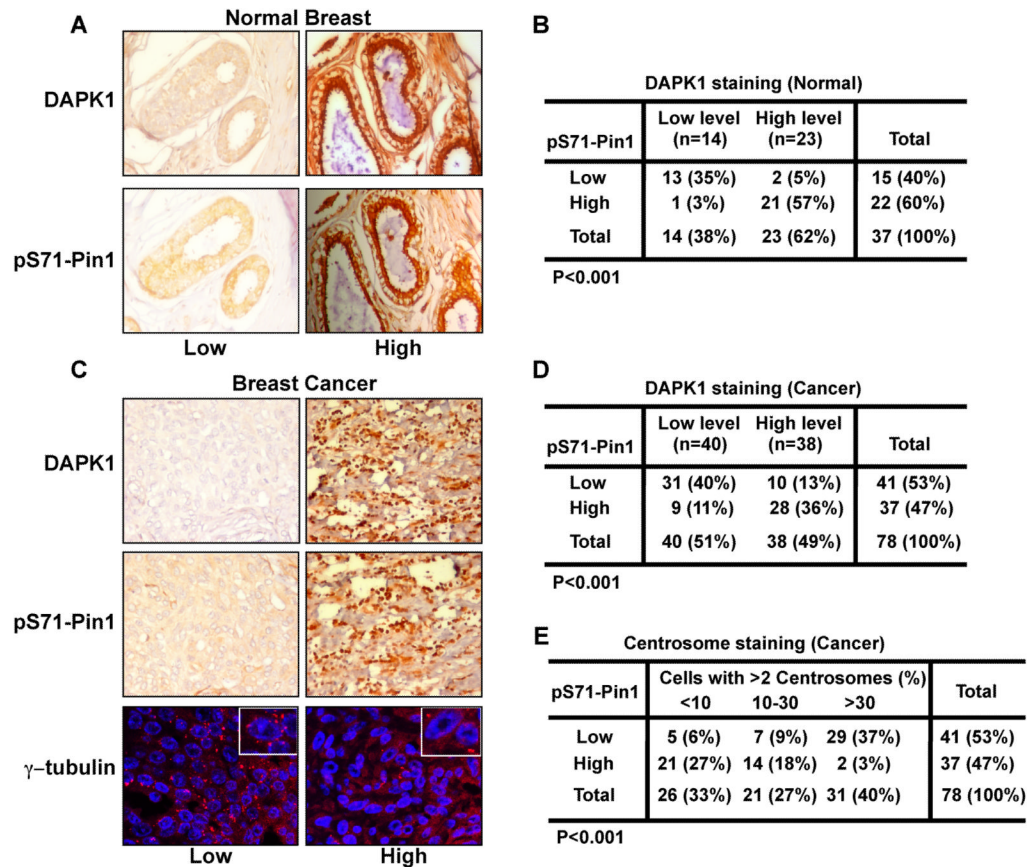 A
Normal Breast
DAPK1
pS71-Pin1
Low High
B
DAPK1 staining (Normal)
pS71-Pin1 Low level (n=14) High level (n=23) Total
Low 13 (35%) 2 (5%) 15 (40%)
High 1 (3%) 21 (57%) 22 (60%)
Total 14 (38%) 23 (62%) 37 (100%)
P<0.001
C
Breast Cancer
DAPK1
pS71-Pin1
γ-tubulin
Low High
D
DAPK1 staining (Cancer)
pS71-Pin1 Low level (n=40) High level (n=38) Total
Low 31 (40%) 10 (13%) 41 (53%)
High 9 (11%) 28 (36%) 37 (47%)
Total 40 (51%) 38 (49%) 78 (100%)
P<0.001
E
Centrosome staining (Cancer)
pS71-Pin1 Cells with >2 Centrosomes (%) Total
<10 10-30 >30
Low 5 (6%) 7 (9%) 29 (37%) 41 (53%)
High 21 (27%) 14 (18%) 2 (3%) 37 (47%)
Total 26 (33%) 21 (27%) 31 (40%) 78 (100%)
P<0.001